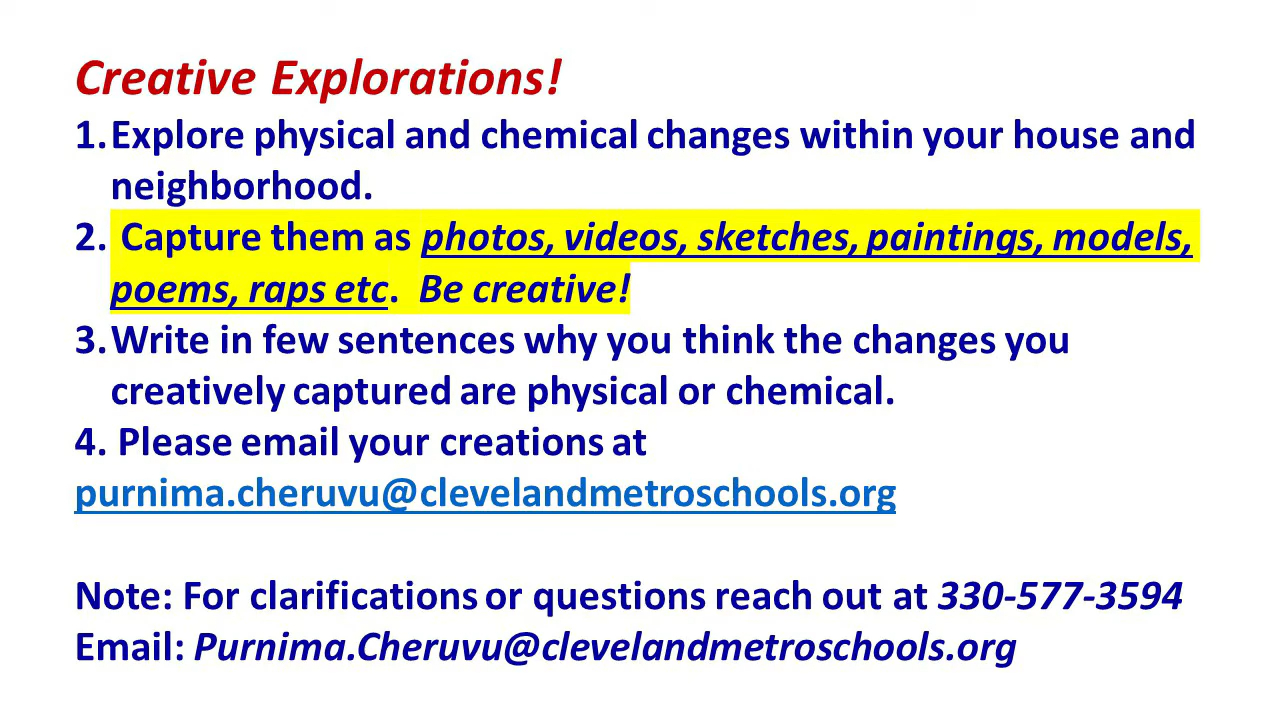 Creative Explorations!
1.Explore physical and chemical changes within your house and
neighborhood.
2. Capture them as photos, videos, sketches, paintings, models,
poems, raps etc. Be creative!
3.Write in few sentences why you think the changes you
creatively captured are physical or chemical.
4. Please email your creations at
purnima.cheruvu@clevelandmetroschools.org
Note: For clarifications or questions reach out at 330-577-3594
Email: Purnima.Cheruvu@clevelandmetroschools.org